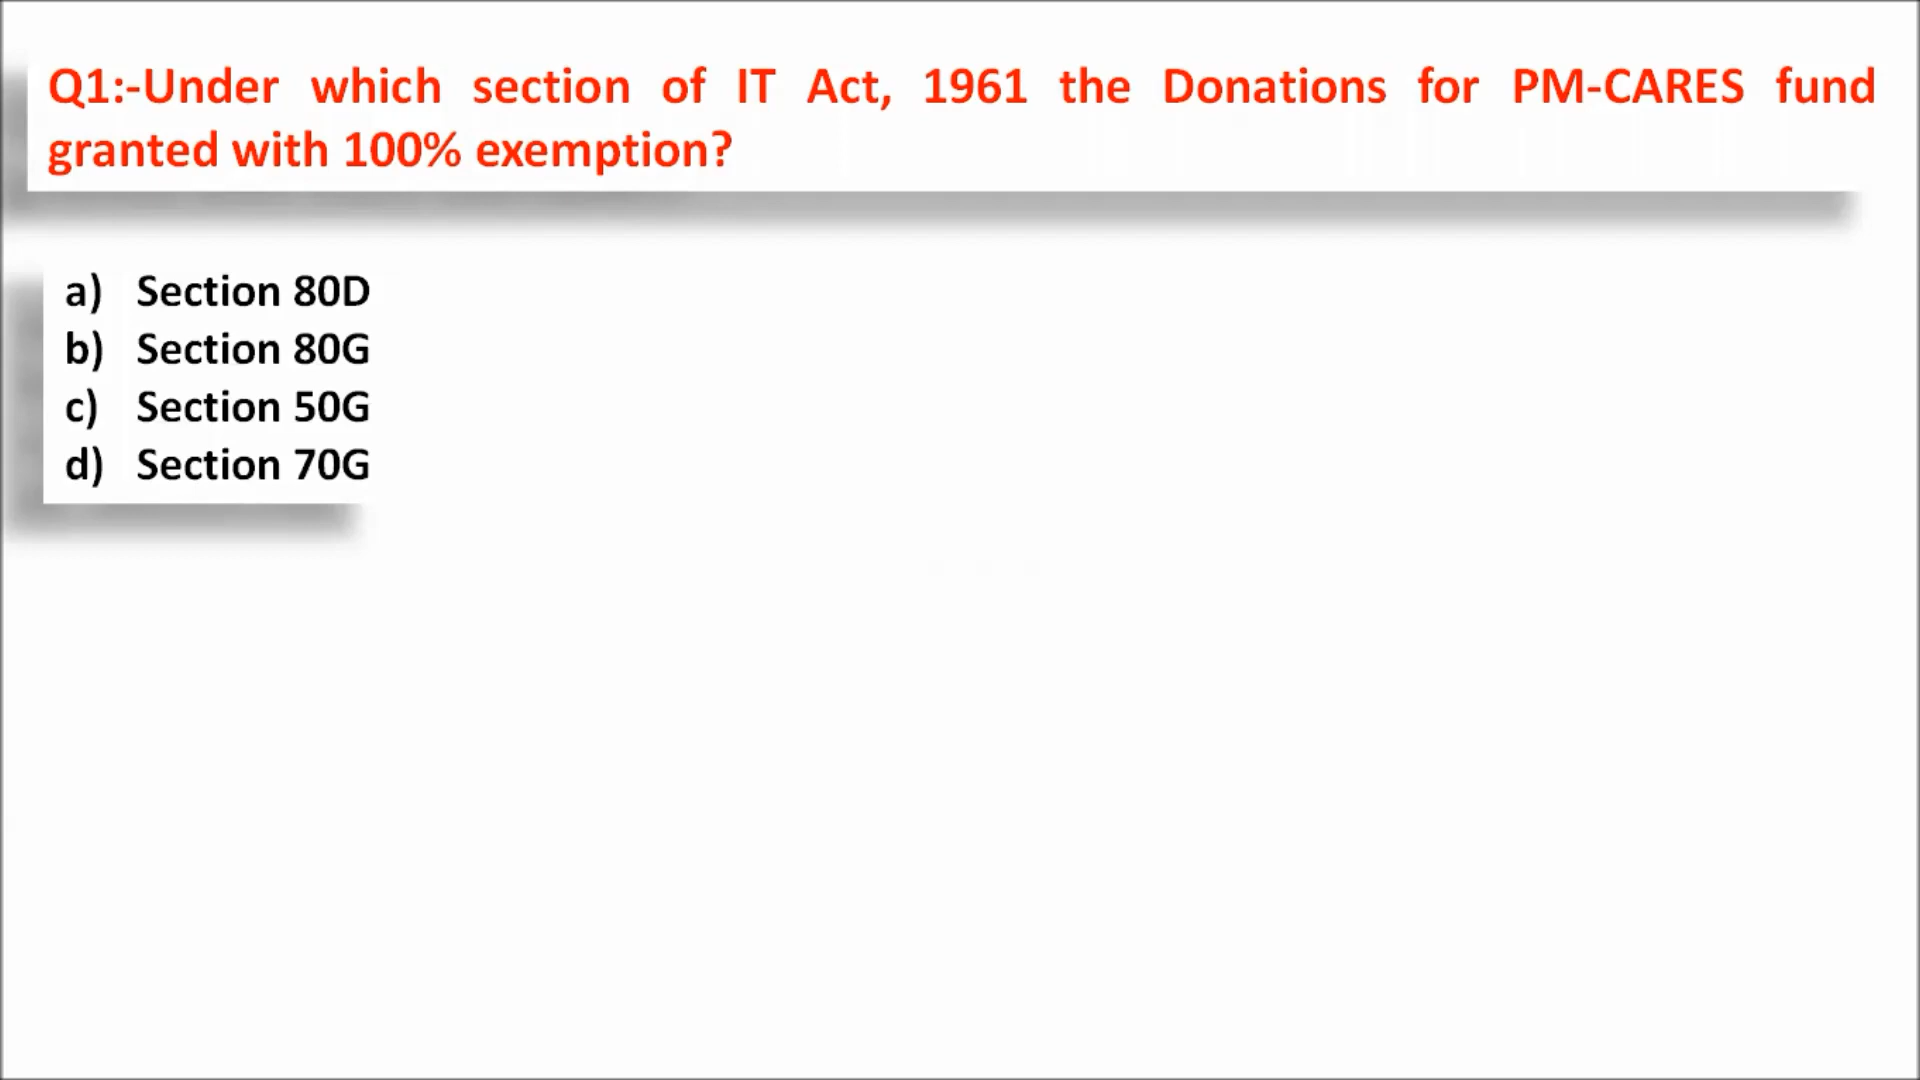 Q1:-Under which section of IT Act, 1961 the Donations for PM-CARES fund
granted with 100% exemption?
a) Section 80D
b) Section 80G
c) Section 50G
d) Section 70G